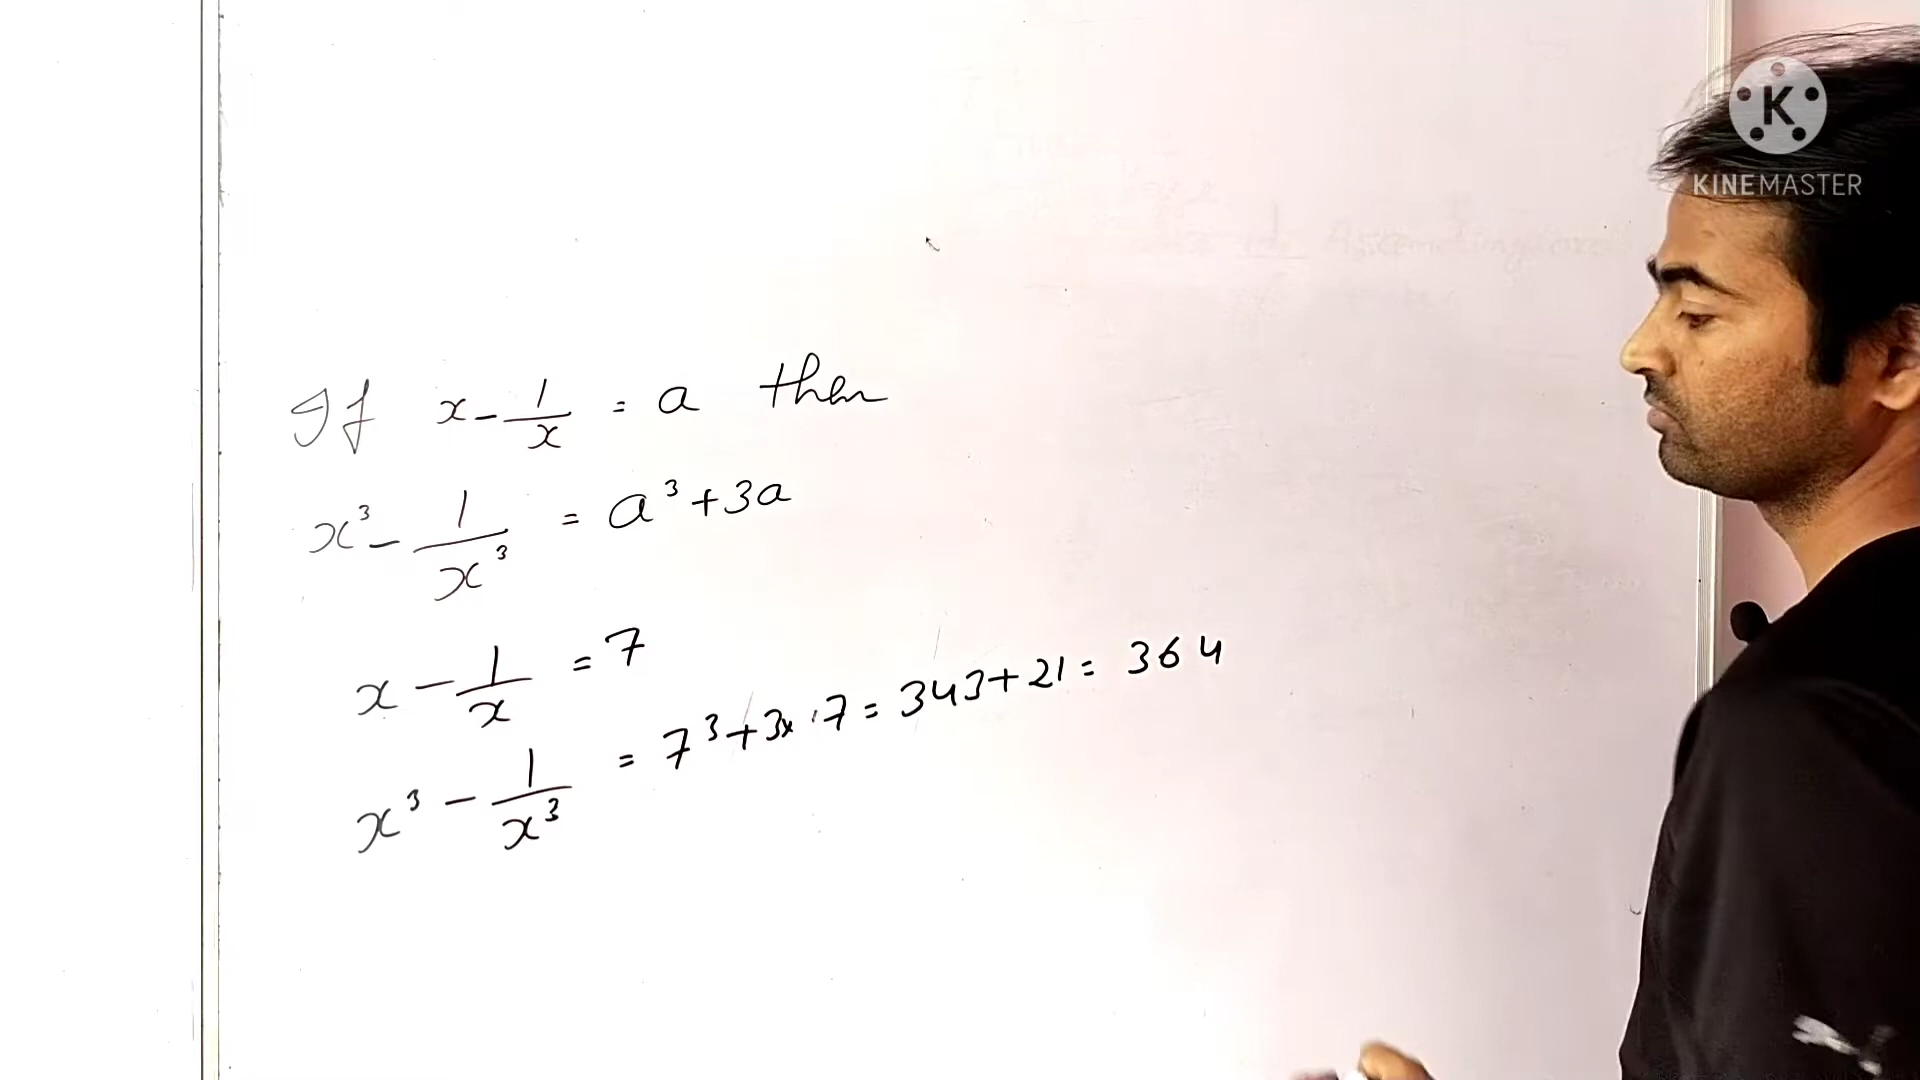 KINEMASTER
If x - 1/x = a then
x³ - 1/x³ = a³ + 3a
x - 1/x = 7
x³ - 1/x³ = 7³ + 3x7 = 343 + 21 = 364